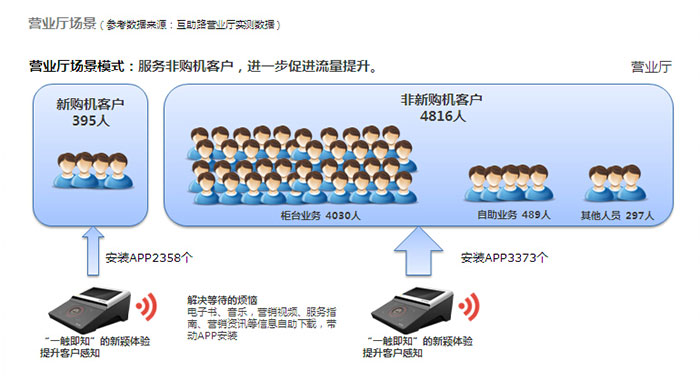 营业厅场景（参考数据来源：互助路营业厅实测数据）
营业厅场景模式：服务非购机客户，进一步促进流量提升。
营业厅
新购机客户
395人
非新购机客户
4816人
柜台业务 4030人
自助业务 489人
其他人员 297人
安装APP2358个
安装APP3373个
解决等待的烦恼
电子书、音乐，营销视频、服务指
南、营销资讯等信息自助下载，带
动APP安装
“一触即知”的新颖体验
提升客户感知
“一触即知”的新颖体验
提升客户感知